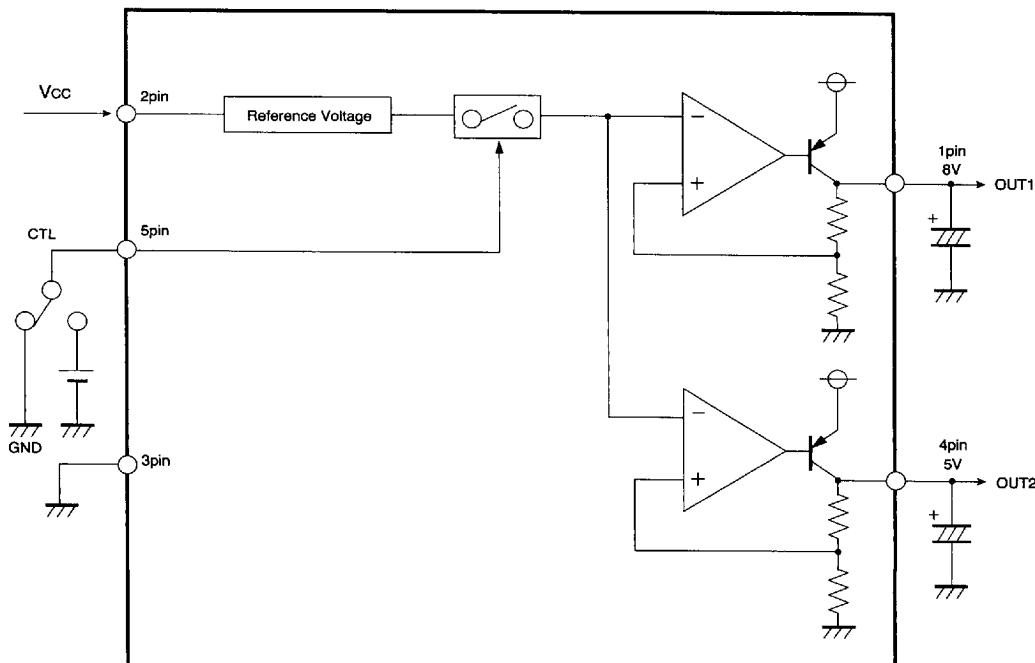 Vcc
2pin
Reference Voltage
−
+
1pin
8V
OUT1
+
CTL
5pin
GND
3pin
−
+
4pin
5V
OUT2
+